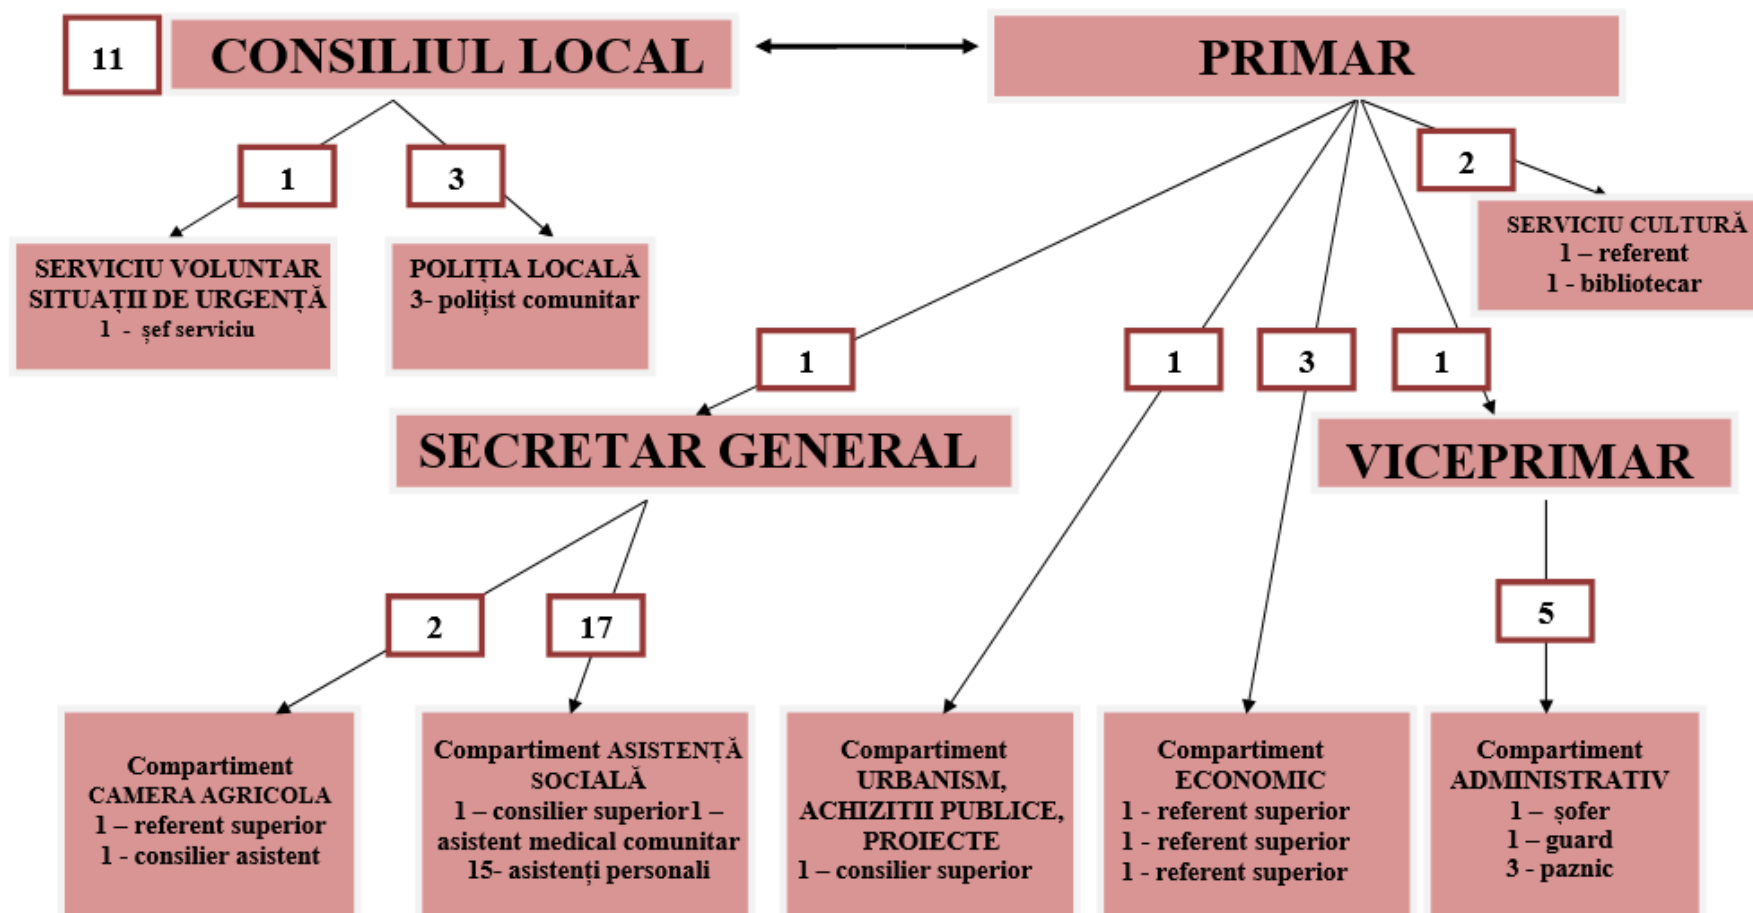 11
CONSILIUL LOCAL
PRIMAR
1
3
2
SERVICIU VOLUNTAR
SITUAȚII DE URGENȚĂ
1 - șef serviciu
POLIȚIA LOCALĂ
3- polițist comunitar
SERVICIU CULTURĂ
1 – referent
1 - bibliotecar
1
1
3
1
SECRETAR GENERAL
VICEPRIMAR
2
17
5
Compartiment
CAMERA AGRICOLA
1 – referent superior
1 - consilier asistent
Compartiment ASISTENȚĂ
SOCIALĂ
1 – consilier superior1 –
asistent medical comunitar
15- asistenți personali
Compartiment
URBANISM,
ACHIZITII PUBLICE,
PROIECTE
1 – consilier superior
Compartiment
ECONOMIC
1 - referent superior
1 - referent superior
1 - referent superior
Compartiment
ADMINISTRATIV
1 – șofer
1 – guard
3 - paznic